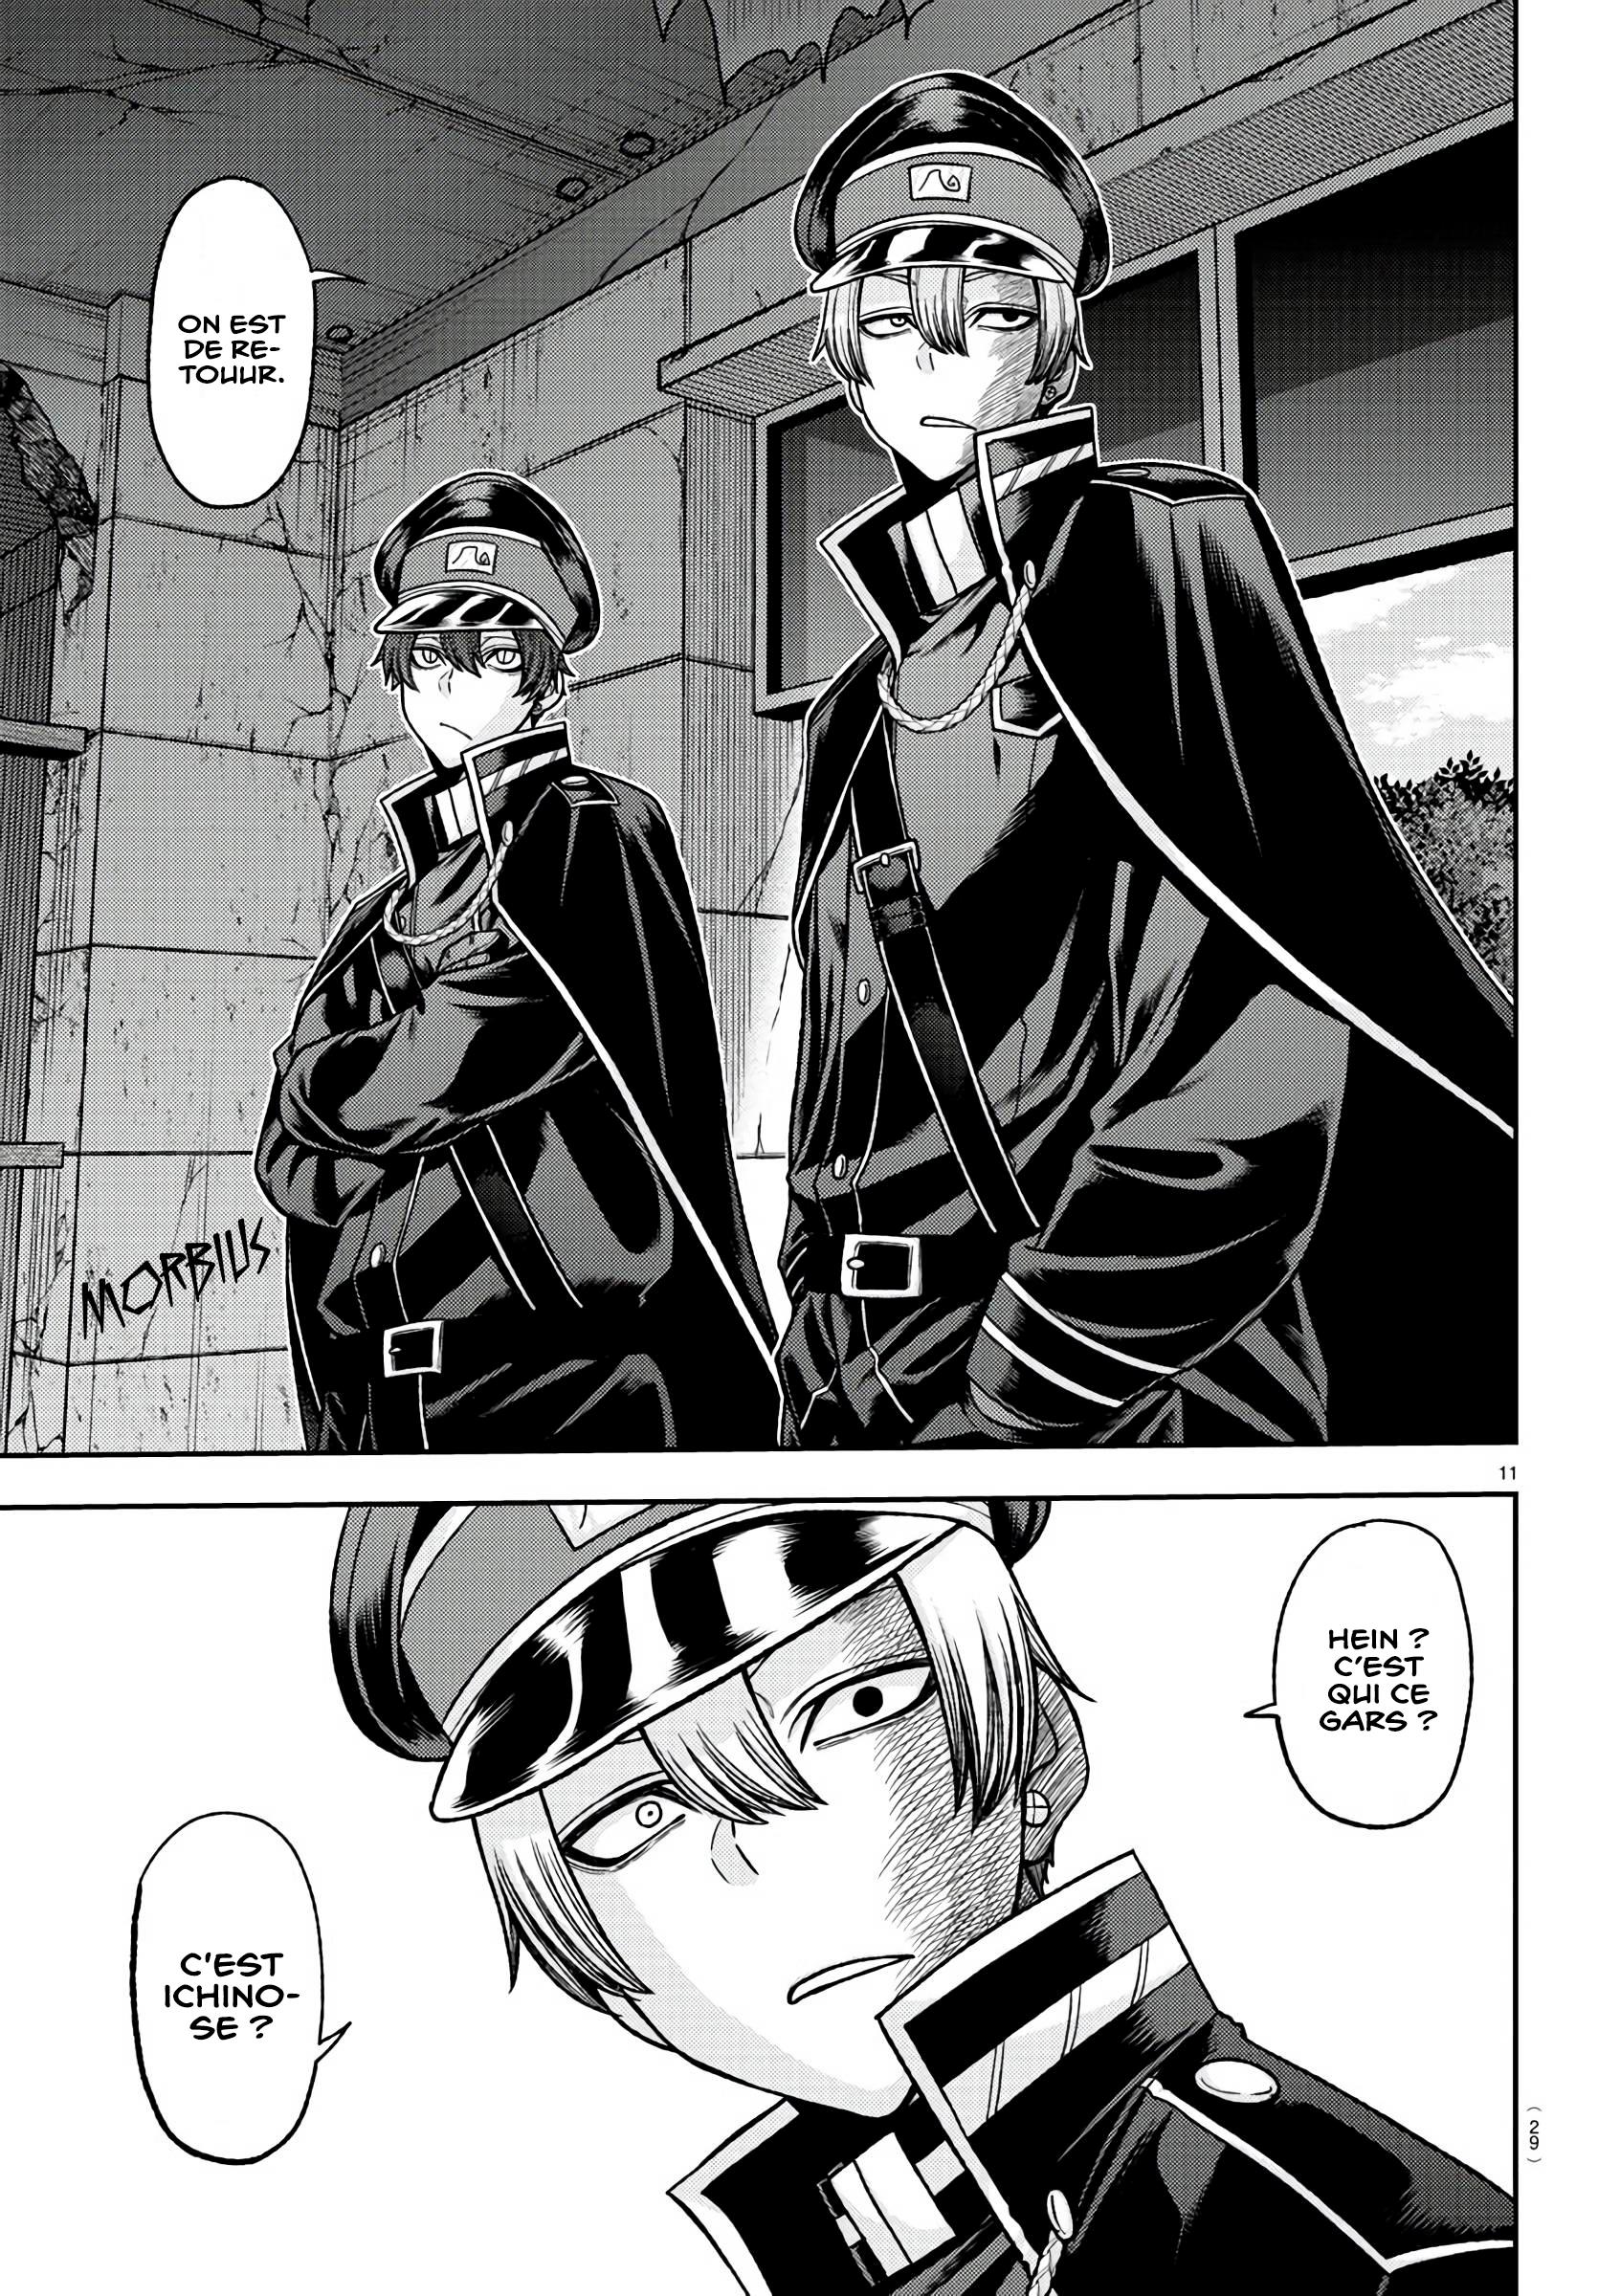 ON EST
DE RE-
TOUUR.
MORBIUS
11
HEIN ?
C'EST
QUI CE
GARS ?
C'EST
ICHINO-
SE ?
(29)